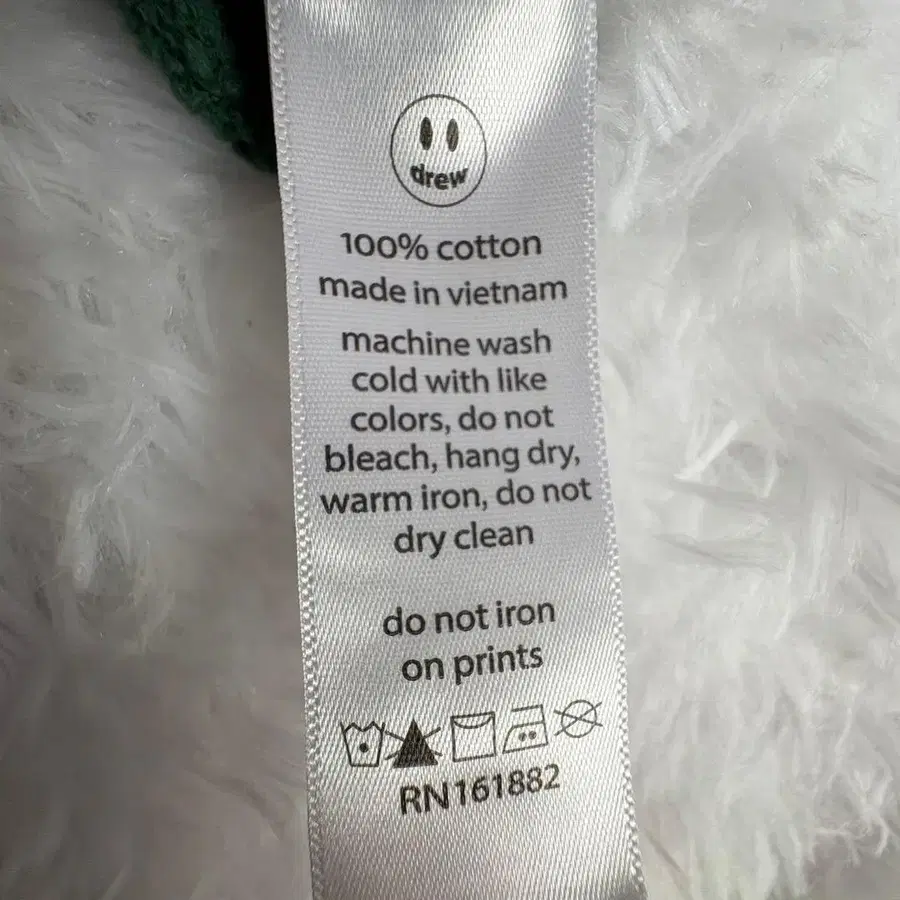 drew
100% cotton
made in vietnam
machine wash
cold with like
colors, do not
bleach, hang dry,
warm iron, do not
dry clean
do not iron
on prints
RN161882